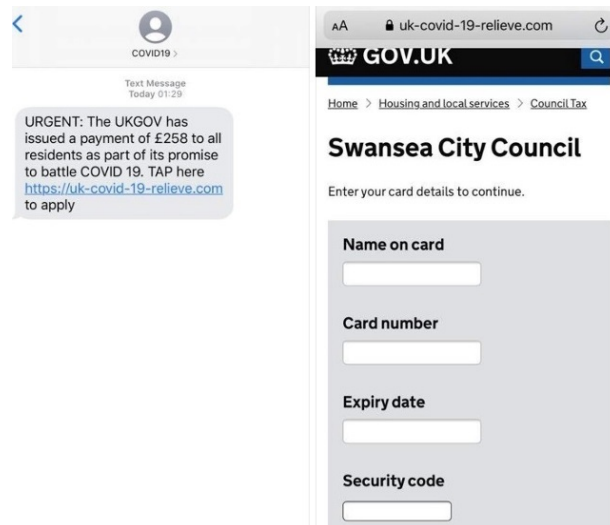 COVID19 >
Text Message
Today 01:29
URGENT: The UKGOV has
issued a payment of £258 to all
residents as part of its promise
to battle COVID 19. TAP here
https://uk-covid-19-relieve.com
to apply
AA uk-covid-19-relieve.com
GOV.UK
Home > Housing and local services > Council Tax
Swansea City Council
Enter your card details to continue.
Name on card
Card number
Expiry date
Security code